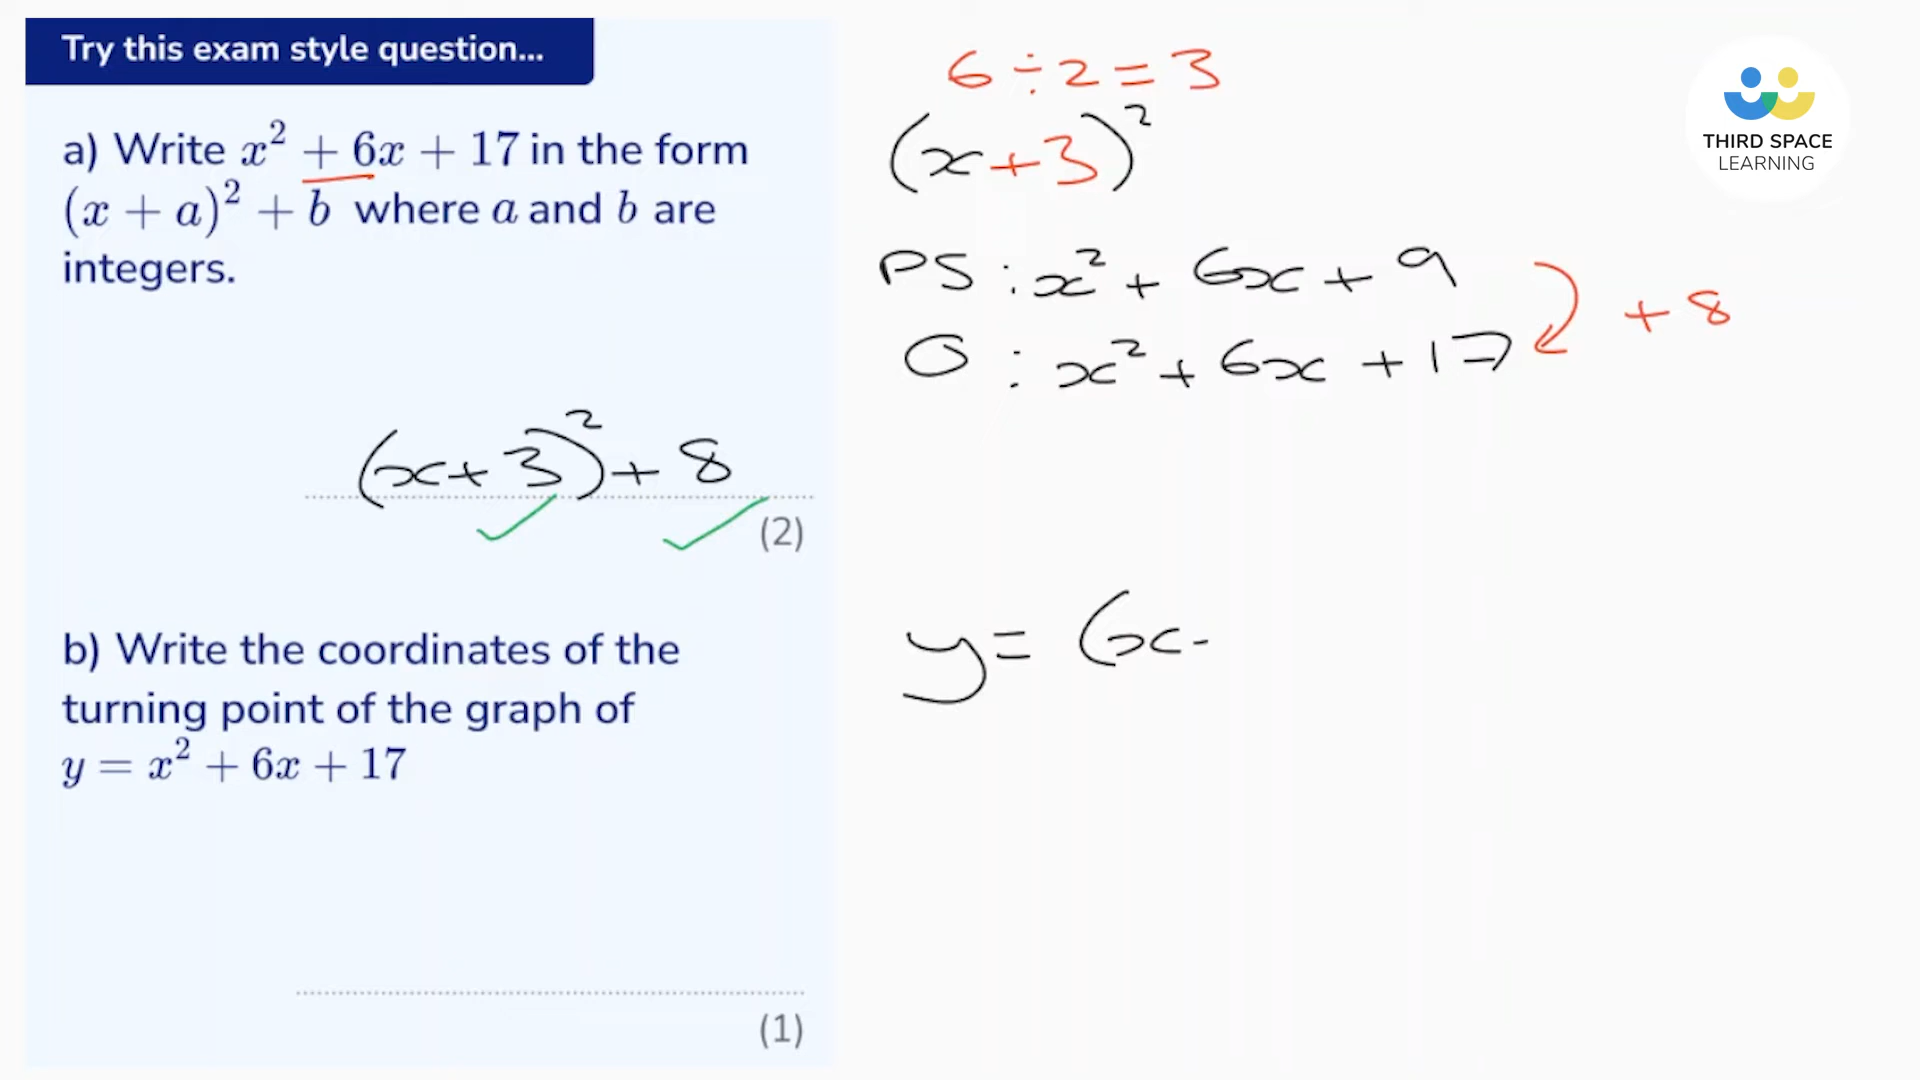 Try this exam style question...
a) Write x² + 6x + 17 in the form
(x + a)² + b where a and b are
integers.
(x+3)² + 8
(2)
b) Write the coordinates of the
turning point of the graph of
y = x² + 6x + 17
(1)
6 ÷ 2 = 3
(x+3)²
PS : x² + 6x + 9
O : x² + 6x + 17
+ 8
y = (x-
THIRD SPACE
LEARNING